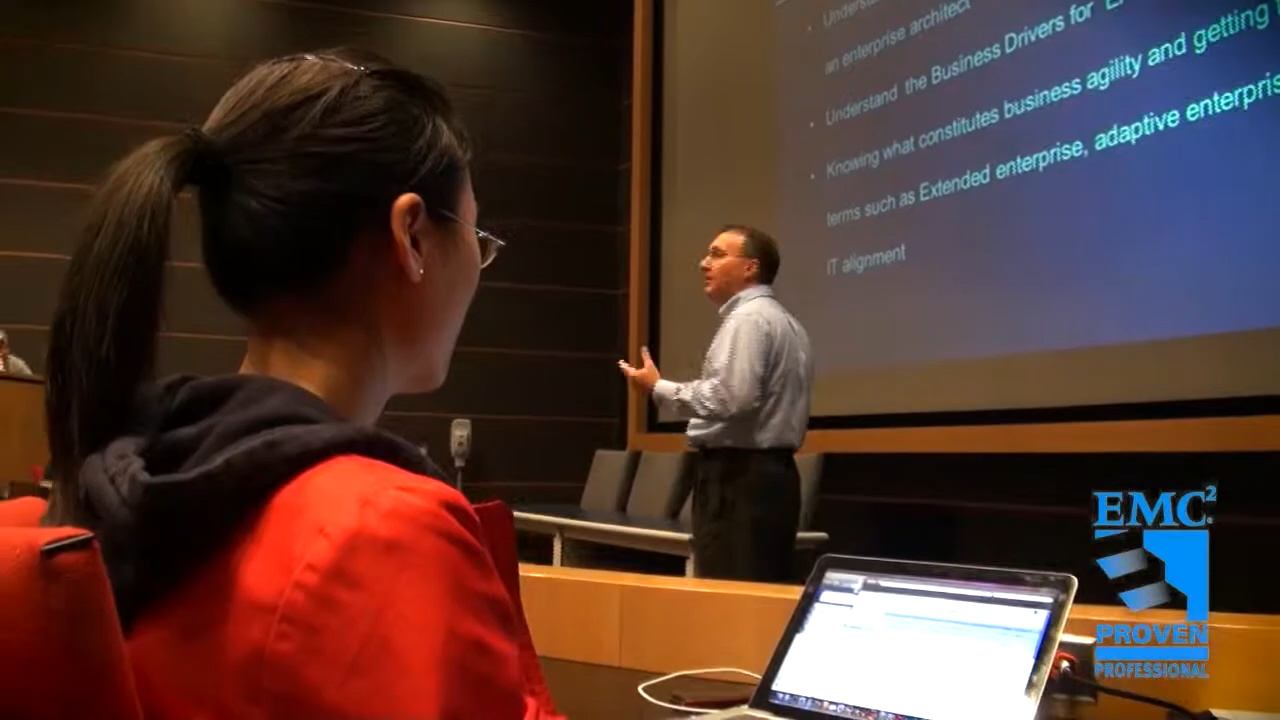 an enterprise architect
Understand the Business Drivers for
Knowing what constitutes business agility and getting
terms such as Extended enterprise, adaptive
IT alignment
EMC²
PROVEN
PROFESSIONAL